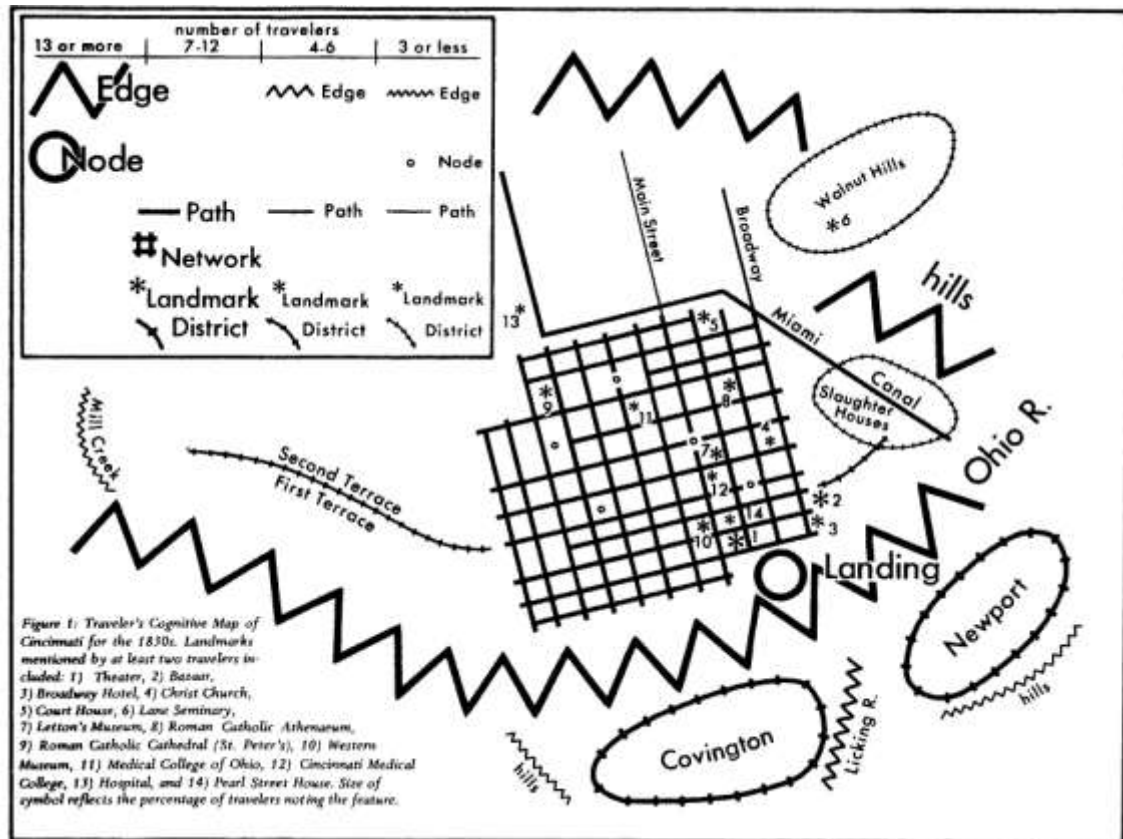 number of travelers
13 or more 7-12 4-6 3 or less
Edge Edge Edge
Node Node
Path Path Path
Network
*Landmark *Landmark *Landmark
District District District
Main Street
Broadway
Walnut Hills
*6
hills
Miami
Canal
Slaughter
Houses
Ohio R.
13*
*5
*9
*11
*8
4*
7*
*12
*2
14*
*3
10*
*1
Mill Creek
Second Terrace
First Terrace
Landing
Newport
hills
Licking R.
Covington
hills
Figure 1: Traveler's Cognitive Map of
Cincinnati for the 1830s. Landmarks
mentioned by at least two travelers in-
cluded: 1) Theater, 2) Bazaar,
3) Broadway Hotel, 4) Christ Church,
5) Court House, 6) Lane Seminary,
7) Letton's Museum, 8) Roman Catholic Athenaeum,
9) Roman Catholic Cathedral (St. Peter's), 10) Western
Museum, 11) Medical College of Ohio, 12) Cincinnati Medical
College, 13) Hospital, and 14) Pearl Street House. Size of
symbol reflects the percentage of travelers noting the feature.